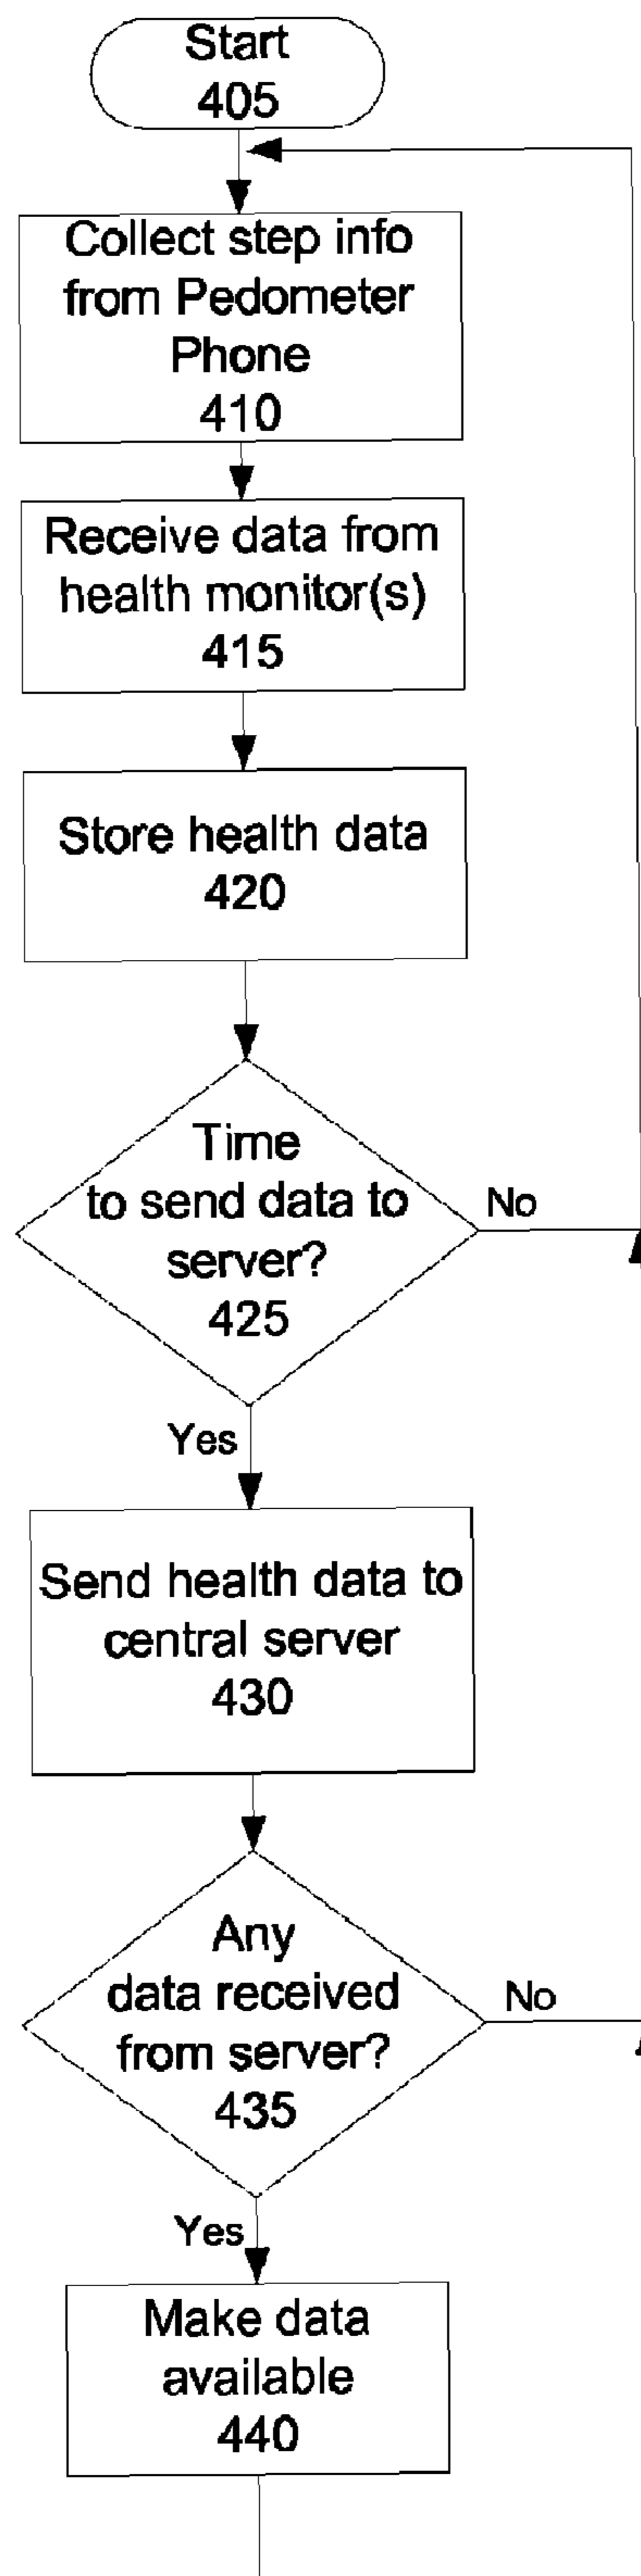 Start
405
Collect step info
from Pedometer
Phone
410
Receive data from
health monitor(s)
415
Store health data
420
Time
to send data to
server?
425
No
Yes
Send health data to
central server
430
Any
data received
from server?
435
No
Yes
Make data
available
440